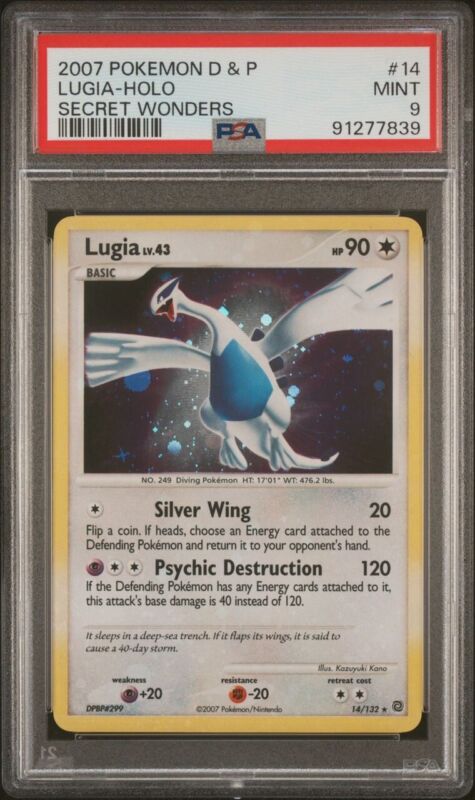 2007 POKEMON D & P #14
LUGIA-HOLO MINT
SECRET WONDERS 9
PSA 91277839
Lugia LV.43 HP 90
BASIC
NO. 249 Diving Pokémon HT: 17'01" WT: 476.2 lbs.
Silver Wing 20
Flip a coin. If heads, choose an Energy card attached to the
Defending Pokémon and return it to your opponent's hand.
Psychic Destruction 120
If the Defending Pokémon has any Energy cards attached to it,
this attack's base damage is 40 instead of 120.
It sleeps in a deep-sea trench. If it flaps its wings, it is said to
cause a 40-day storm.
Illus. Kazuyuki Kano
weakness resistance retreat cost
+20 -20
DPBP#299 ©2007 Pokémon/Nintendo 14/132 ★
21 PSA